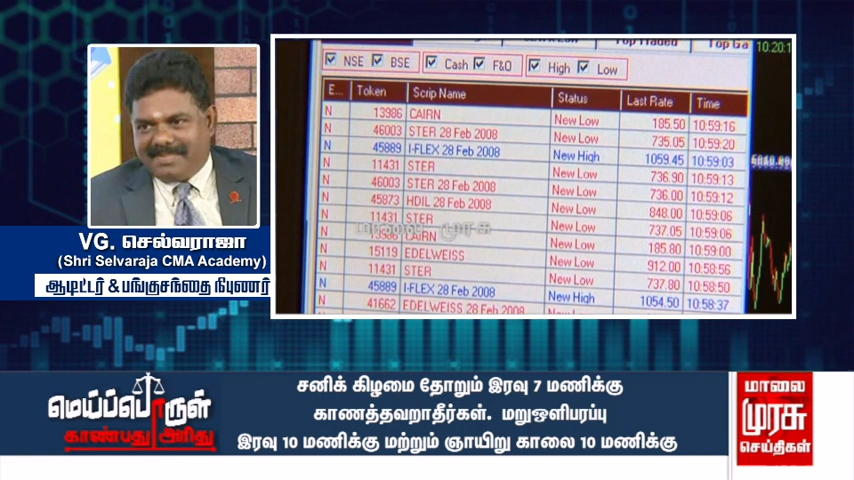 Top Traded
Top Ga
10:20:1
NSE BSE Cash F&O High Low
E... Token Scrip Name Status Last Rate Time
N 13986 CAIRN New Low 185.50 10:59:16
N 46003 STER 28 Feb 2008 New Low 735.05 10:59:20
N 45889 I-FLEX 28 Feb 2008 New High 1059.45 10:59:03
N 11431 STER New Low 736.90 10:59:13
N 46003 STER 28 Feb 2008 New Low 736.00 10:59:12
N 45873 HDIL 28 Feb 2008 New Low 848.00 10:59:06
N 11431 STER New Low 737.05 10:59:06
N 13986 CAIRN New Low 185.80 10:59:00
N 15119 EDELWEISS New Low 912.00 10:58:56
N 11431 STER New Low 737.80 10:58:50
N 45889 I-FLEX 28 Feb 2008 New High 1054.50 10:58:37
N 41662 EDELWEISS 28 Feb 2008
மாலை முரசு
VG. செல்வராஜா
(Shri Selvaraja CMA Academy)
ஆடிட்டர் & பங்குசந்தை நிபுணர்
மெய்ப்பொருள்
காண்பது அரிது
சனிக் கிழமை தோறும் இரவு 7 மணிக்கு
காணத்தவறாதீர்கள். மறுஒளிபரப்பு
இரவு 10 மணிக்கு மற்றும் ஞாயிறு காலை 10 மணிக்கு
மாலை
முரசு
செய்திகள்